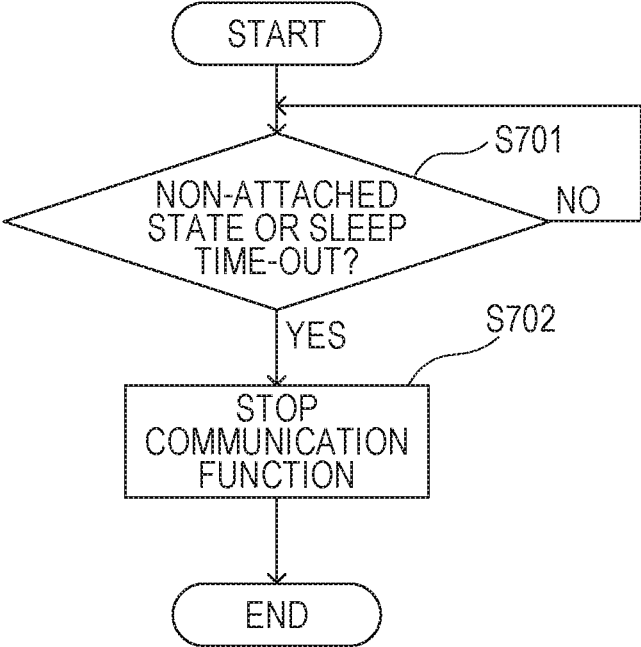 START
S701
NON-ATTACHED
STATE OR SLEEP
TIME-OUT?
NO
YES
S702
STOP
COMMUNICATION
FUNCTION
END